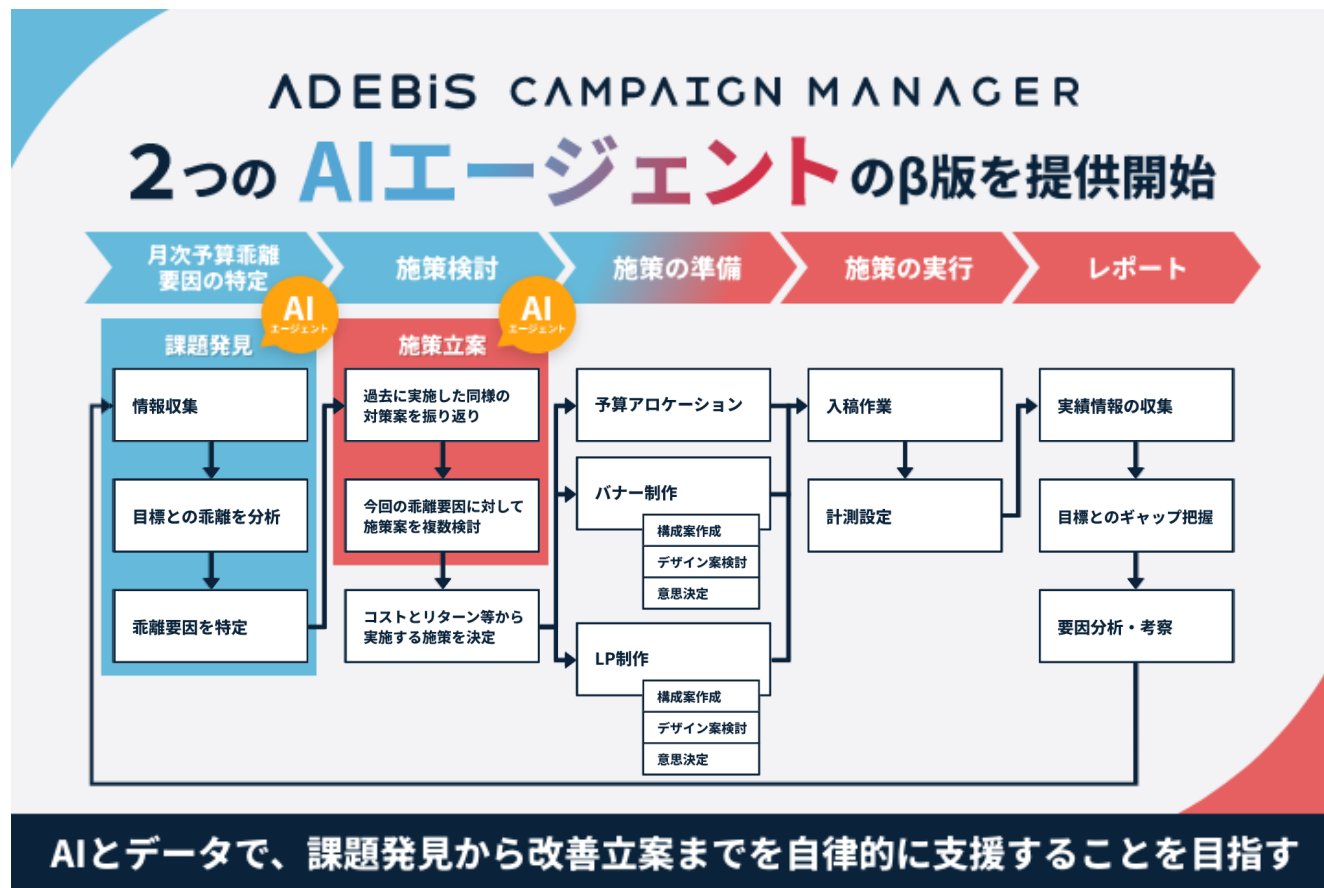 ADEBiS CAMPAIGN MANAGER
2つの AIエージェント のβ版を提供開始
月次予算乖離
要因の特定
施策検討
施策の準備
施策の実行
レポート
AI
エージェント
AI
エージェント
課題発見
情報収集
目標との乖離を分析
乖離要因を特定
施策立案
過去に実施した同様の
対策案を振り返り
今回の乖離要因に対して
施策案を複数検討
コストとリターン等から
実施する施策を決定
予算アロケーション
バナー制作
構成案作成
デザイン案検討
意思決定
LP制作
構成案作成
デザイン案検討
意思決定
入稿作業
計測設定
実績情報の収集
目標とのギャップ把握
要因分析・考察
AIとデータで、課題発見から改善立案までを自律的に支援することを目指す